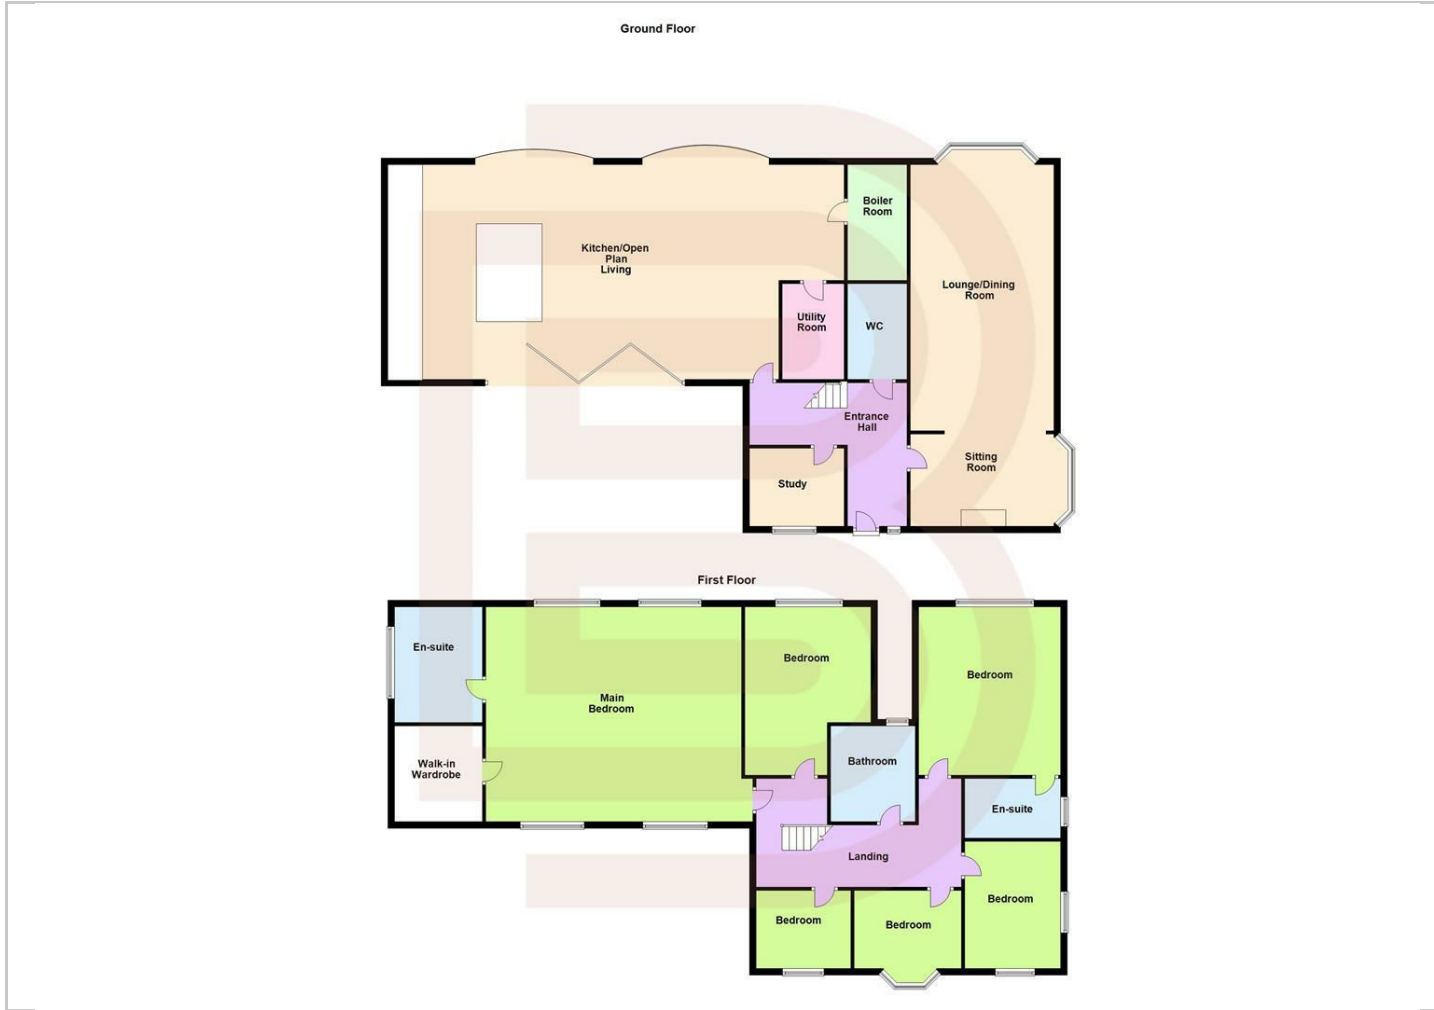 Ground Floor
Boiler
Room
Kitchen/Open
Plan
Living
Lounge/Dining
Room
Utility
Room
WC
Entrance
Hall
Sitting
Room
Study
First Floor
En-suite
Bedroom
Bedroom
Main
Bedroom
Walk-in
Wardrobe
Bathroom
En-suite
Landing
Bedroom
Bedroom
Bedroom